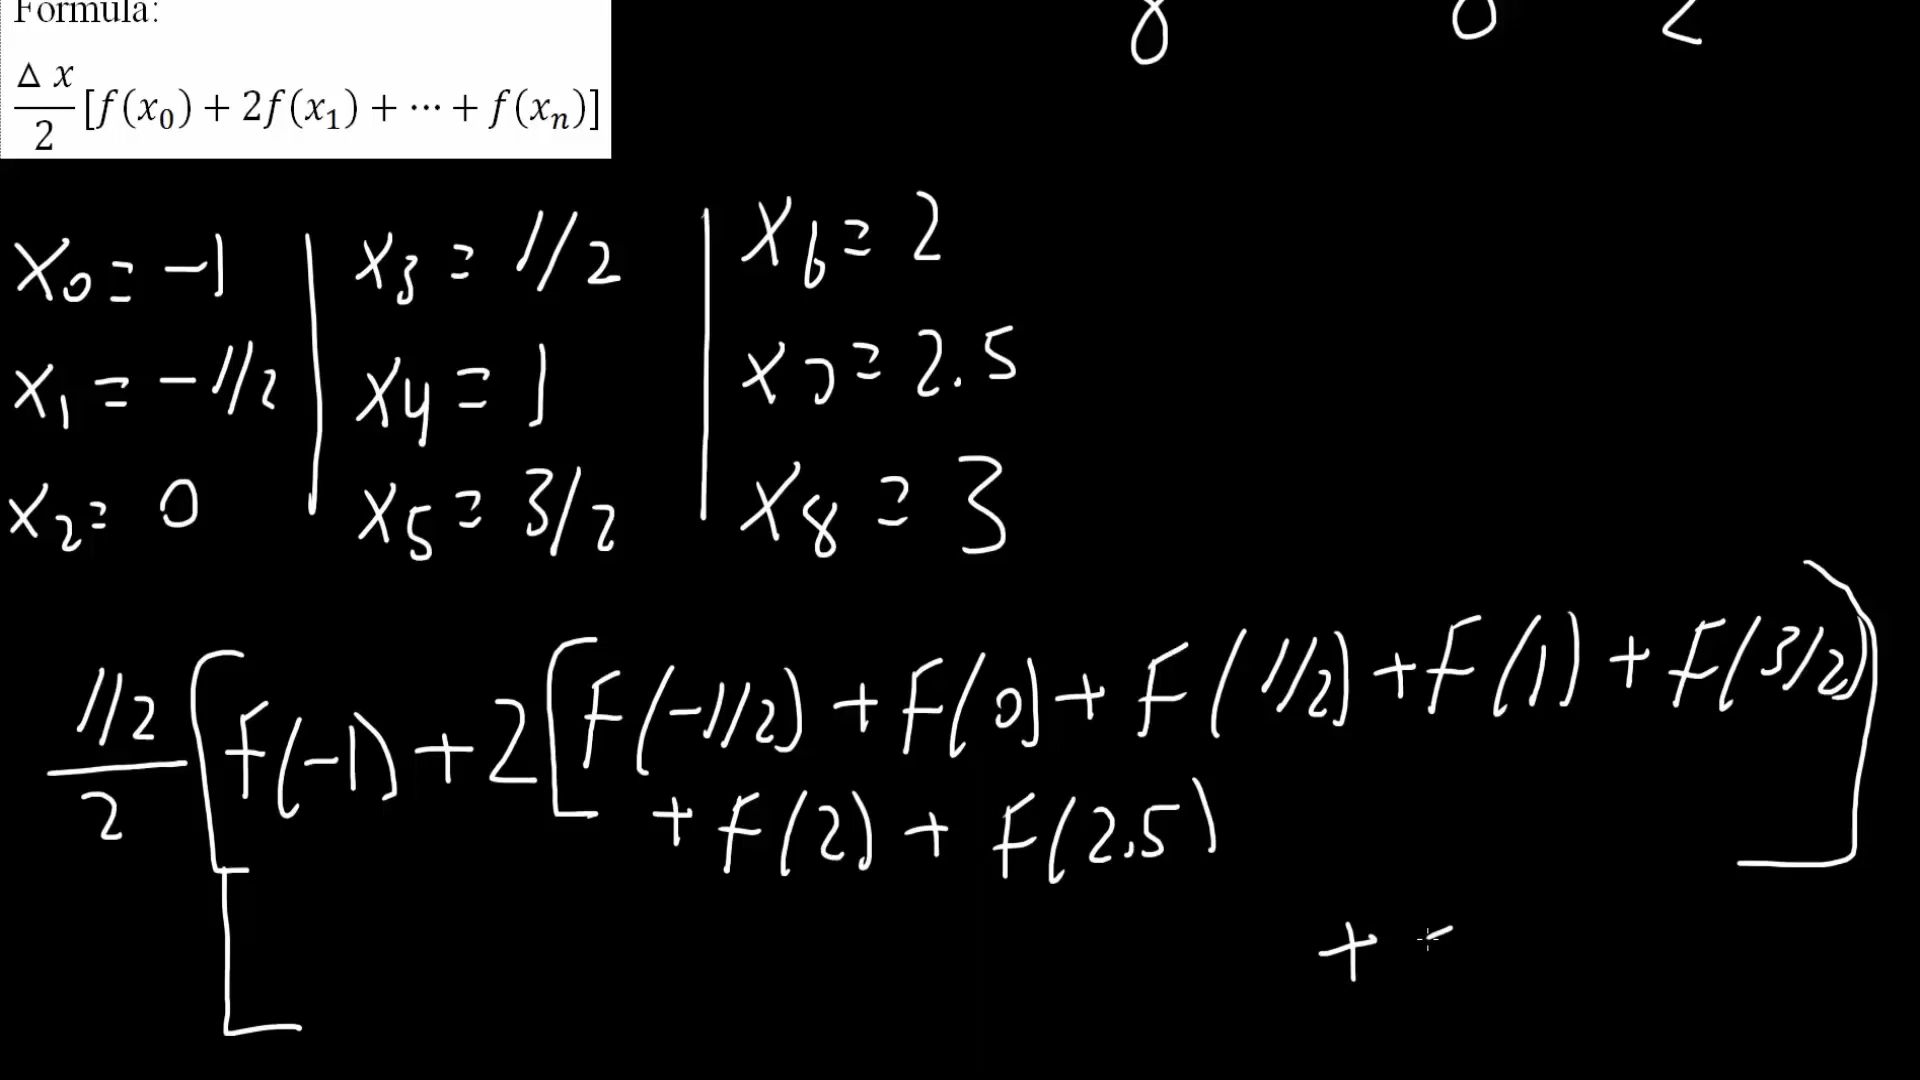 Formula:
8 8 2
Δ x / 2 [f(x₀) + 2f(x₁) + ⋯ + f(xₙ)]
x₀ = -1 | x₃ = 1/2 | x₆ = 2
x₁ = -1/2 | x₄ = 1 | x₇ = 2.5
x₂ = 0 | x₅ = 3/2 | x₈ = 3
1/2 / 2 [F(-1) + 2[F(-1/2) + F(0) + F(1/2) + F(1) + F(3/2)
+ F(2) + F(2.5)]
+